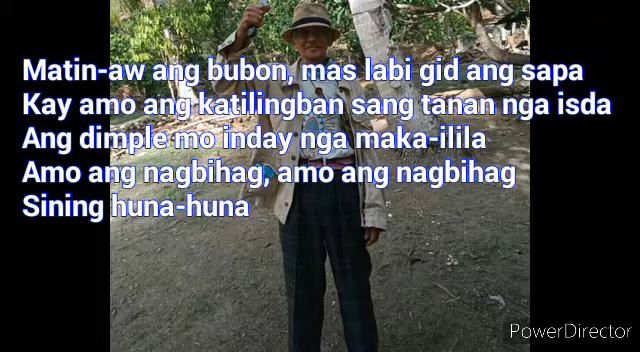 Matin-aw ang bubon, mas labi gid ang sapa
Kay amo ang katilingban sang tanan nga isda
Ang dimple mo inday nga maka-ilila
Amo ang nagbihag, amo ang nagbihag
Sining huna-huna
PowerDirector